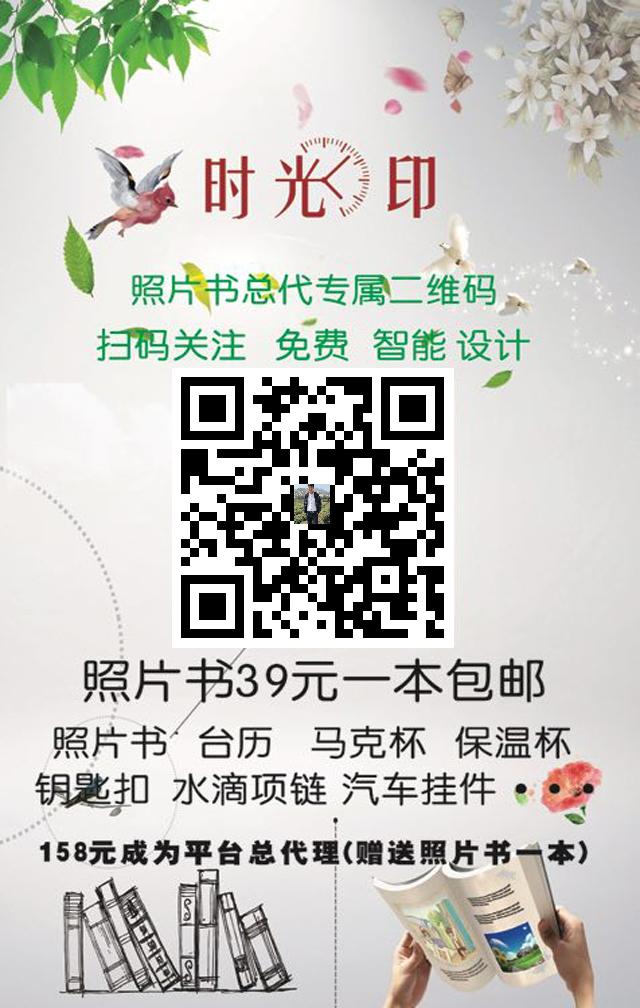 时光印
照片书总代专属二维码
扫码关注 免费 智能 设计
照片书39元一本包邮
照片书 台历 马克杯 保温杯
钥匙扣 水滴项链 汽车挂件
158元成为平台总代理(赠送照片书一本)